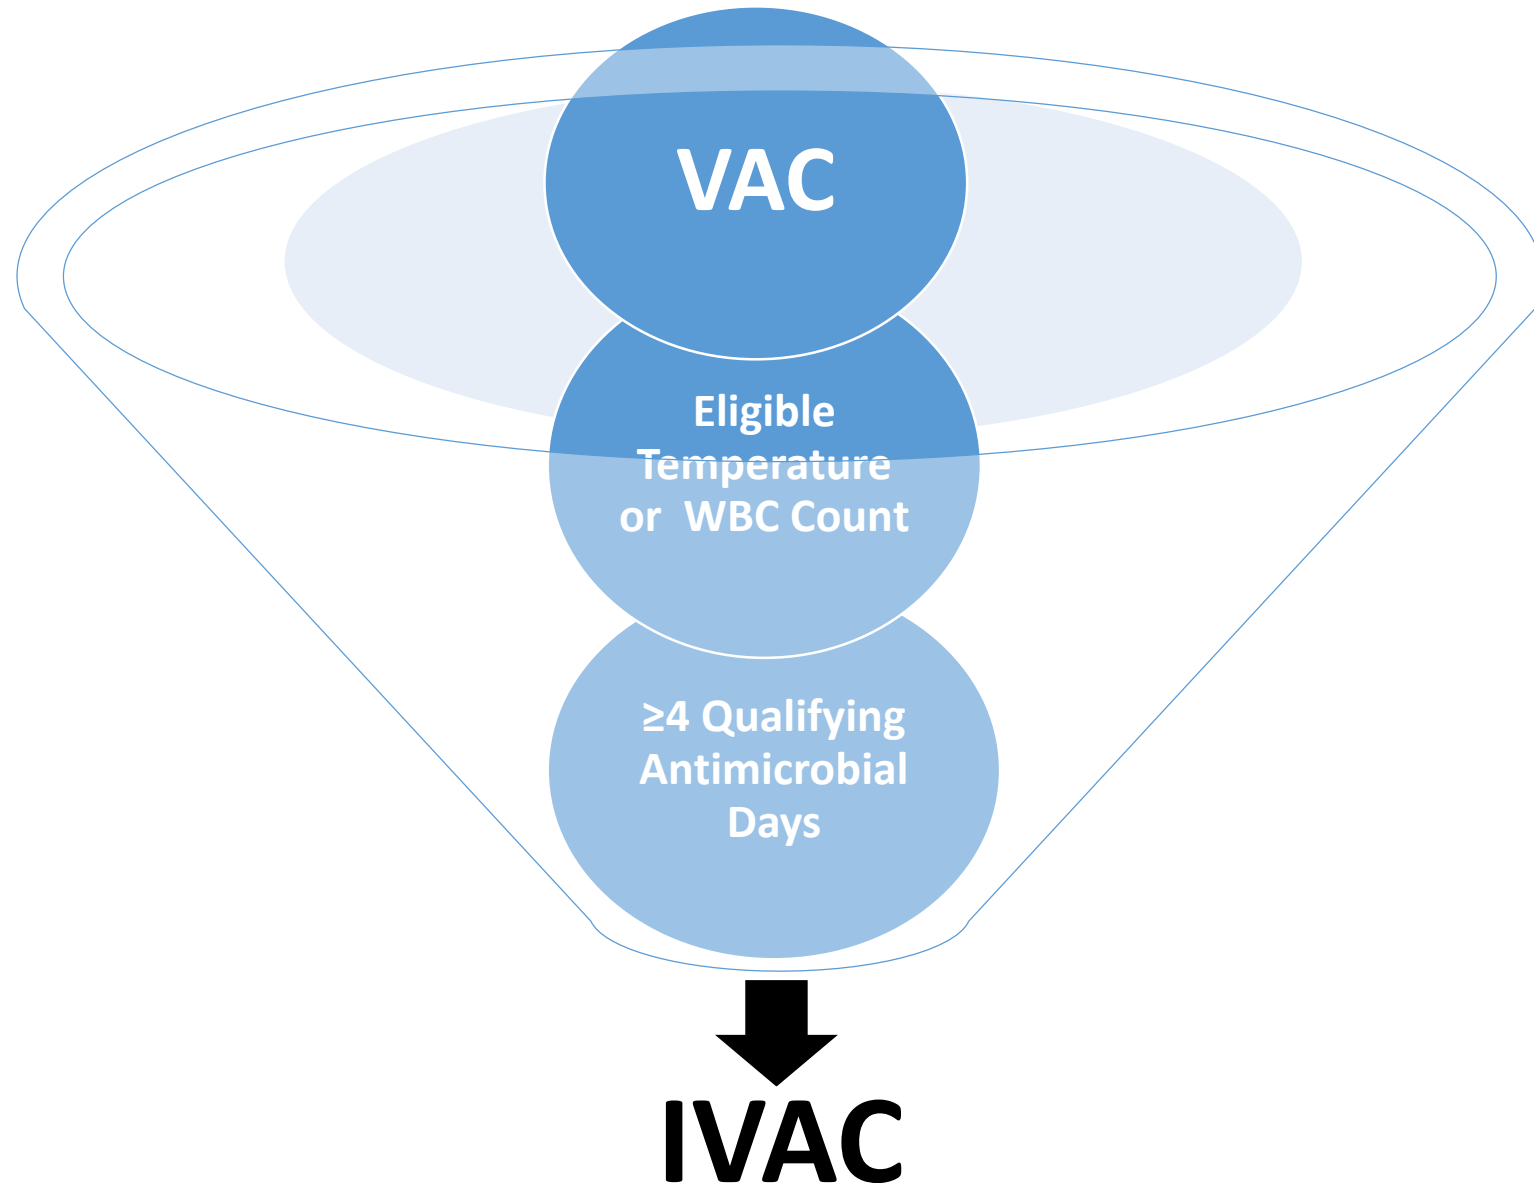 VAC
Eligible
Temperature
or  WBC Count
≥4 Qualifying
Antimicrobial
Days
IVAC